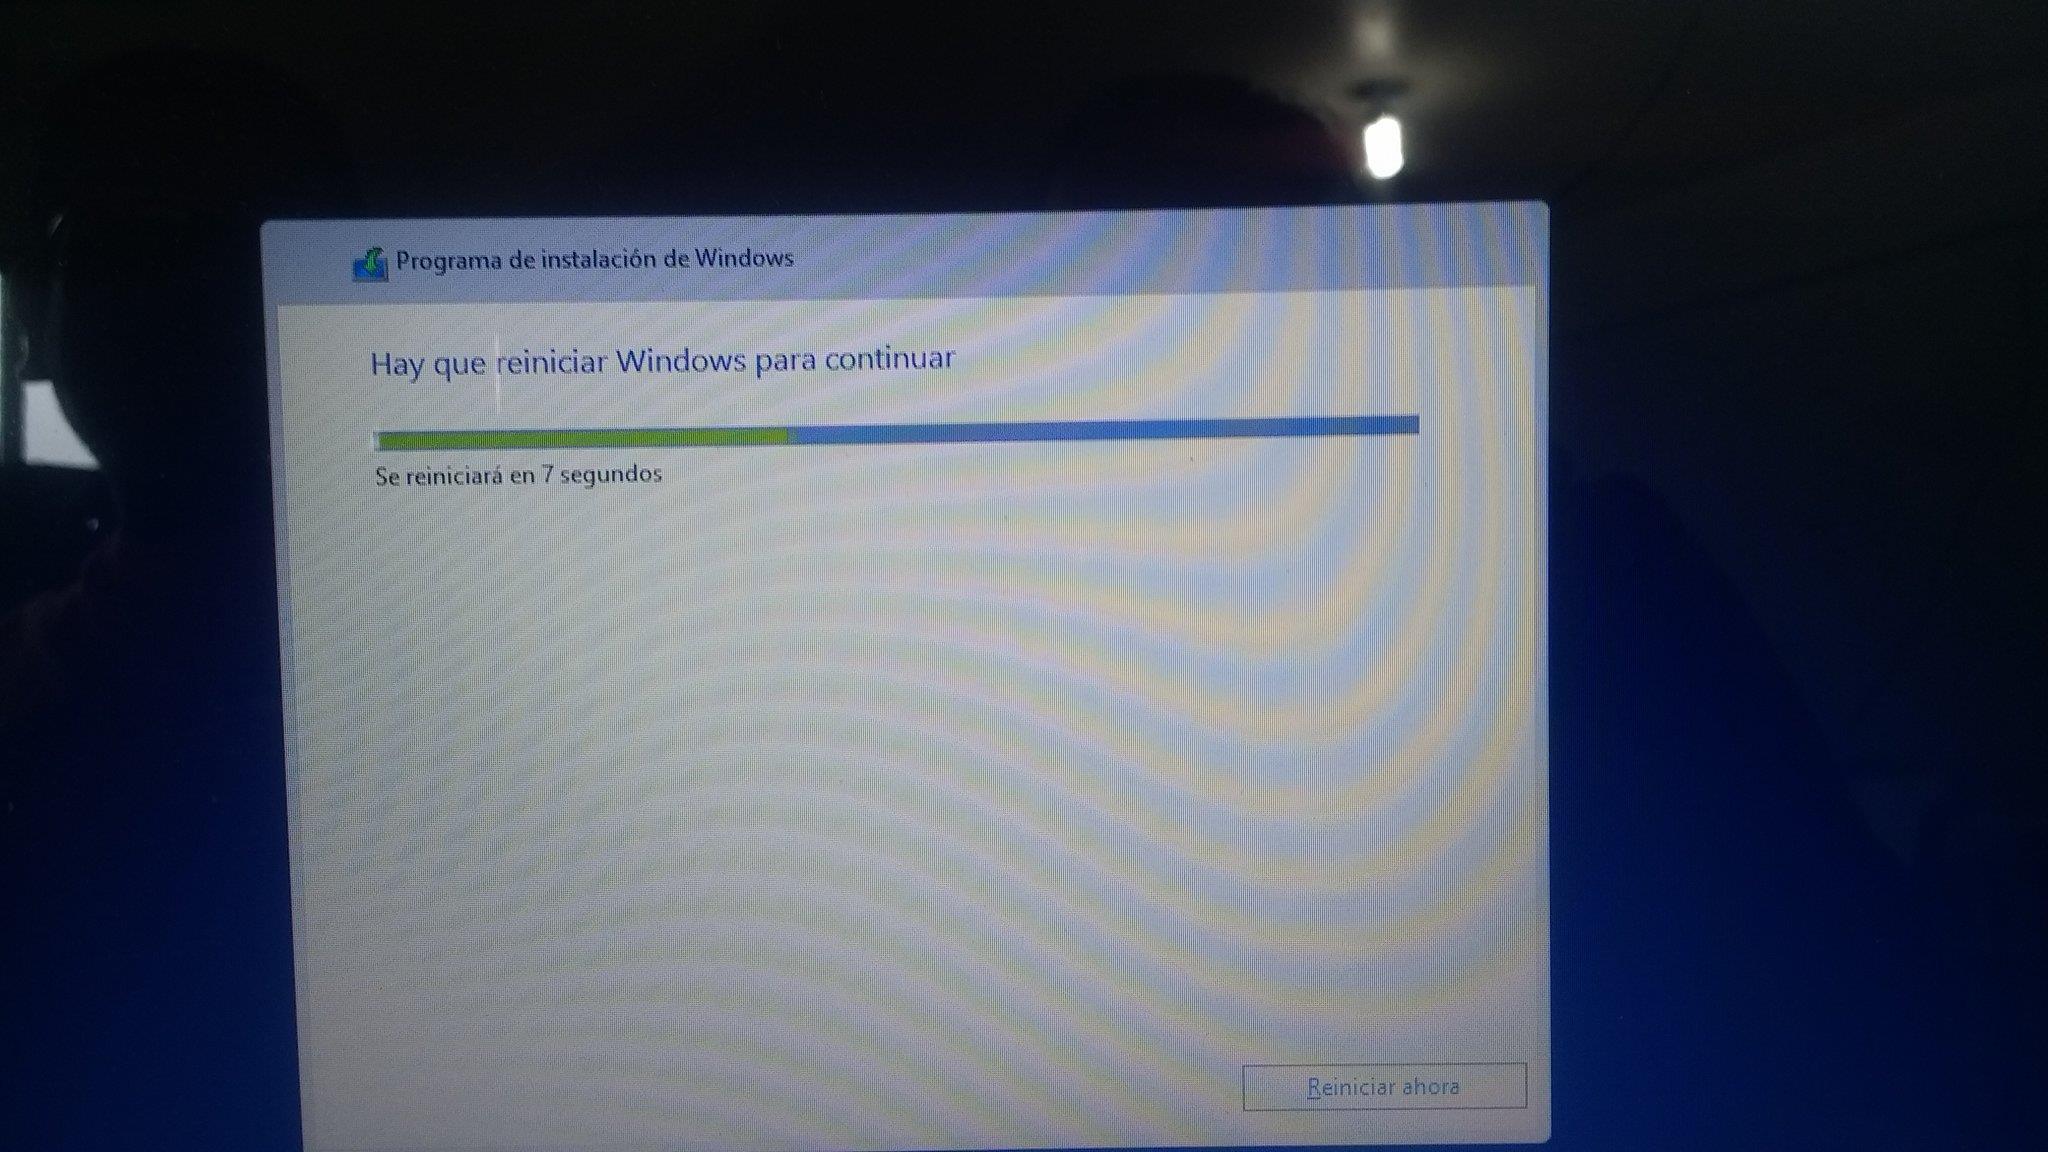 Programa de instalación de Windows
Hay que reiniciar Windows para continuar
Se reiniciará en 7 segundos
Reiniciar ahora